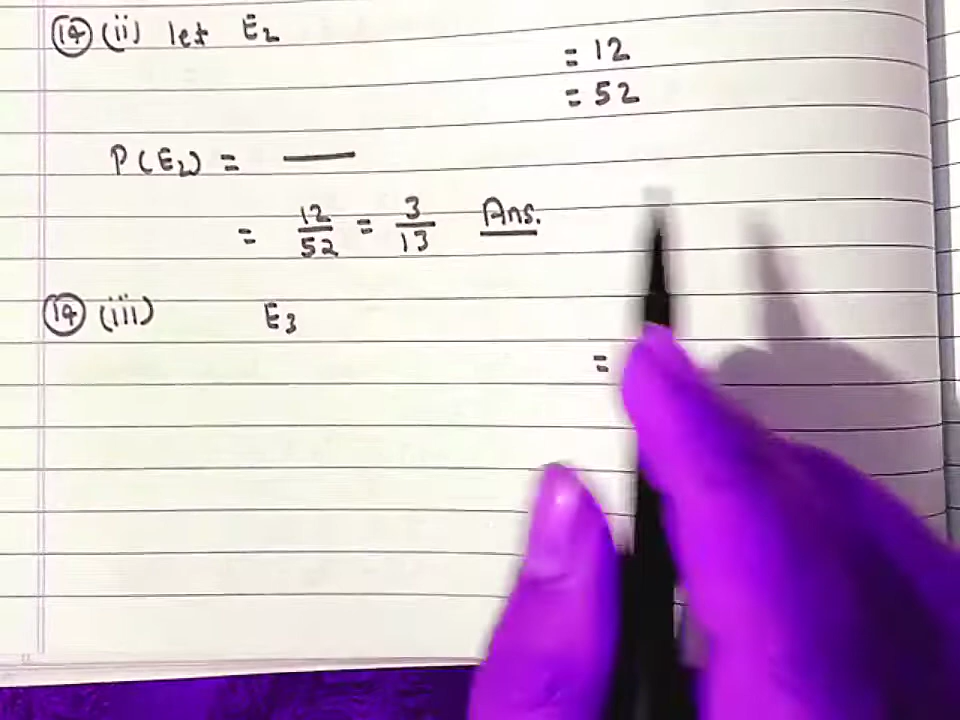 14 (ii) let E2
= 12
= 52
P(E2) = —
= 12/52 = 3/13 Ans.
14 (iii) E3
=